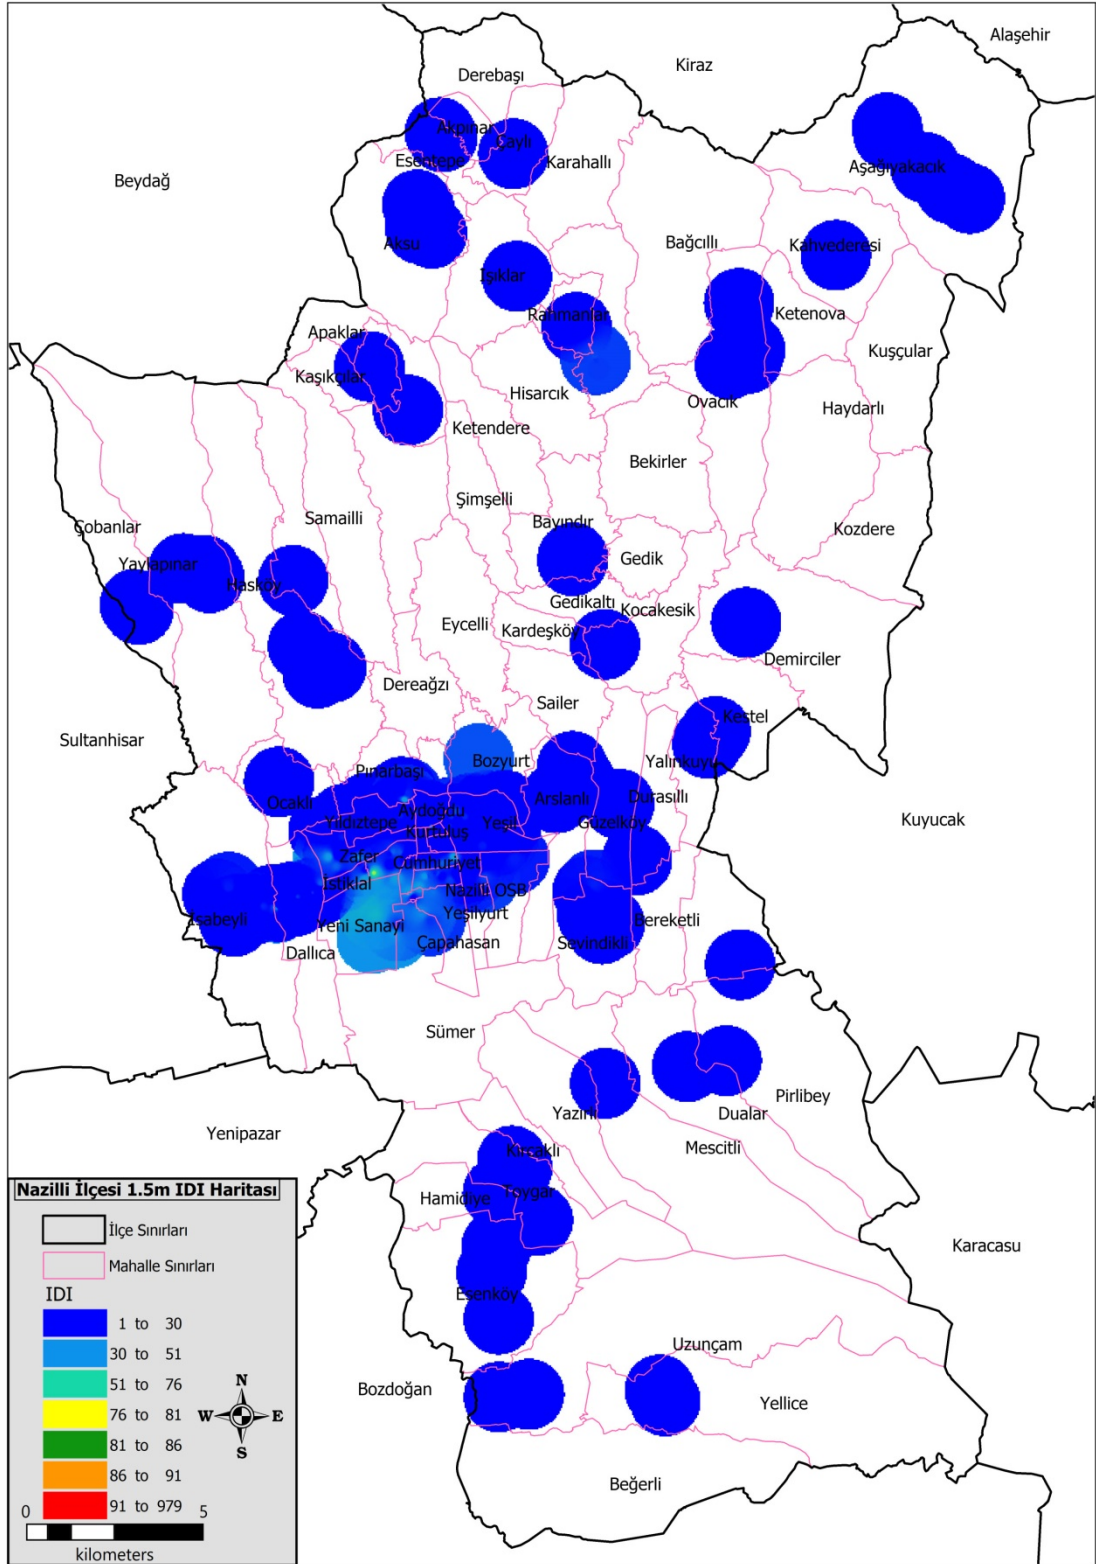 Alaşehir
Kiraz
Derebaşı
Akpınar
Çaylı
Esentepe
Karahallı
Aşağıyakacık
Beydağ
Aksu
Bağcıllı
Kahvederesi
Işıklar
Rahmanlar
Ketenova
Apaklar
Kuşçular
Kaşıkçılar
Hisarcık
Ovacık
Haydarlı
Ketendere
Bekirler
Şimşelli
Samailli
Çobanlar
Bayındır
Kozdere
Yaylapınar
Hasköy
Gedik
Gedikaltı
Kocakesik
Eycelli
Kardeşköy
Demirciler
Dereağzı
Sailer
Kestel
Sultanhisar
Bozyurt
Yalınkuyu
Pınarbaşı
Ocaklı
Arslanlı
Durasıllı
Aydoğdu
Yıldıztepe
Yeşil
Güzelköy
Kuyucak
Kurtuluş
Zafer
Cumhuriyet
İstiklal
Nazilli OSB
İsabeyli
Yeşilyurt
Bereketli
Yeni Sanayi
Çapahasan
Sevindikli
Dallıca
Sümer
Pirlibey
Yazırlı
Dualar
Yenipazar
Mescitli
Kırcaklı
Hamidiye
Toygar
Karacasu
Esenköy
Uzunçam
Bozdoğan
Yellice
Beğerli
Nazilli İlçesi 1.5m IDI Haritası
İlçe Sınırları
Mahalle Sınırları
IDI
1 to 30
30 to 51
51 to 76
76 to 81
81 to 86
86 to 91
91 to 979
N
W E
S
0 5
kilometers